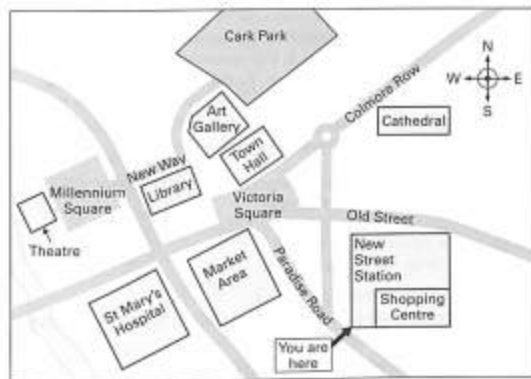 Cark Park
N
W
E
S
Art
Gallery
Colmore Row
Cathedral
Town
Hall
New Way
Library
Millennium
Square
Victoria
Square
Old Street
Theatre
New
Street
Station
Market
Area
Paradise Road
Shopping
Centre
St Mary's
Hospital
You are
here